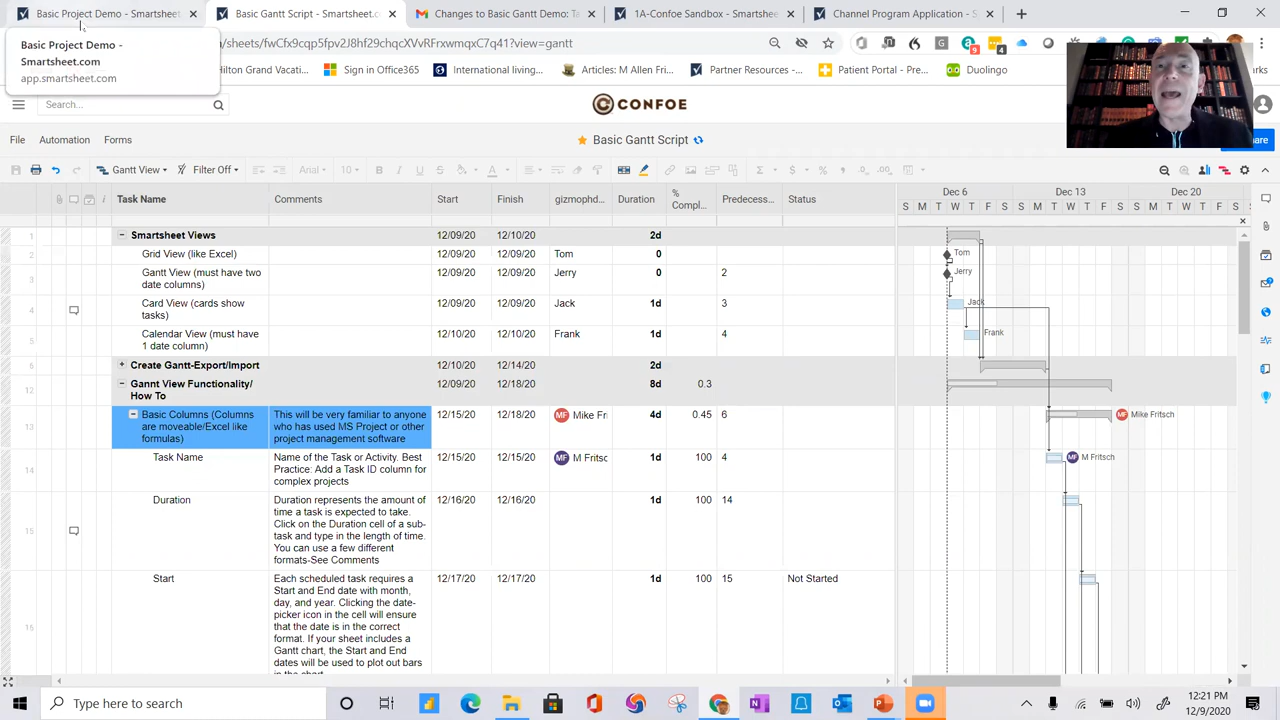 Basic Project Demo - Smartsheet
Basic Gantt Script - Smartsheet.c
Changes to Basic Gantt Demo: Ta
1A-Confoe Sandbox - Smartsheet
Channel Program Application - S
Basic Project Demo -
Smartsheet.com
app.smartsheet.com
/sheets/fwCfx9cqp5fpv2J8hf29chqcXVv8FrxwmqxC7q41?view=gantt
9
4
Hilton Grand Vacati...
Sign in Office365
International living...
Articles: M Allen Fri...
Partner Resources -...
Patient Portal - Pre...
Duolingo
Search...
CONFOE
File
Automation
Forms
Basic Gantt Script
Gantt View
Filter Off
Arial
10
Task Name
Comments
Start
Finish
gizmophd...
Duration
%
Compl...
Predecess...
Status
Dec 6
Dec 13
Dec 20
S M T W T F S S M T W T F S S M T W T F S
1 Smartsheet Views 12/09/20 12/10/20 2d
2 Grid View (like Excel) 12/09/20 12/09/20 Tom 0
Tom
3 Gantt View (must have two
date columns) 12/09/20 12/09/20 Jerry 0 2
Jerry
4 Card View (cards show
tasks) 12/09/20 12/09/20 Jack 1d 3
Jack
5 Calendar View (must have
1 date column) 12/10/20 12/10/20 Frank 1d 4
Frank
6 Create Gantt-Export/Import 12/10/20 12/14/20 2d
12 Gannt View Functionality/
How To 12/09/20 12/18/20 8d 0.3
13 Basic Columns (Columns
are moveable/Excel like
formulas)
This will be very familiar to anyone
who has used MS Project or other
project management software
12/15/20 12/18/20 MF Mike Fri 4d 0.45 6
MF Mike Fritsch
14 Task Name
Name of the Task or Activity. Best
Practice: Add a Task ID column for
complex projects
12/15/20 12/15/20 MF M Fritsc 1d 100 4
MF M Fritsch
15 Duration
Duration represents the amount of
time a task is expected to take.
Click on the Duration cell of a sub-
task and type in the length of time.
You can use a few different
formats-See Comments
12/16/20 12/16/20 1d 100 14
16 Start
Each scheduled task requires a
Start and End date with month,
day, and year. Clicking the date-
picker icon in the cell will ensure
that the date is in the correct
format. If your sheet includes a
Gantt chart, the Start and End
dates will be used to plot out bars
12/17/20 12/17/20 1d 100 15 Not Started
Type here to search
12:21 PM
12/9/2020